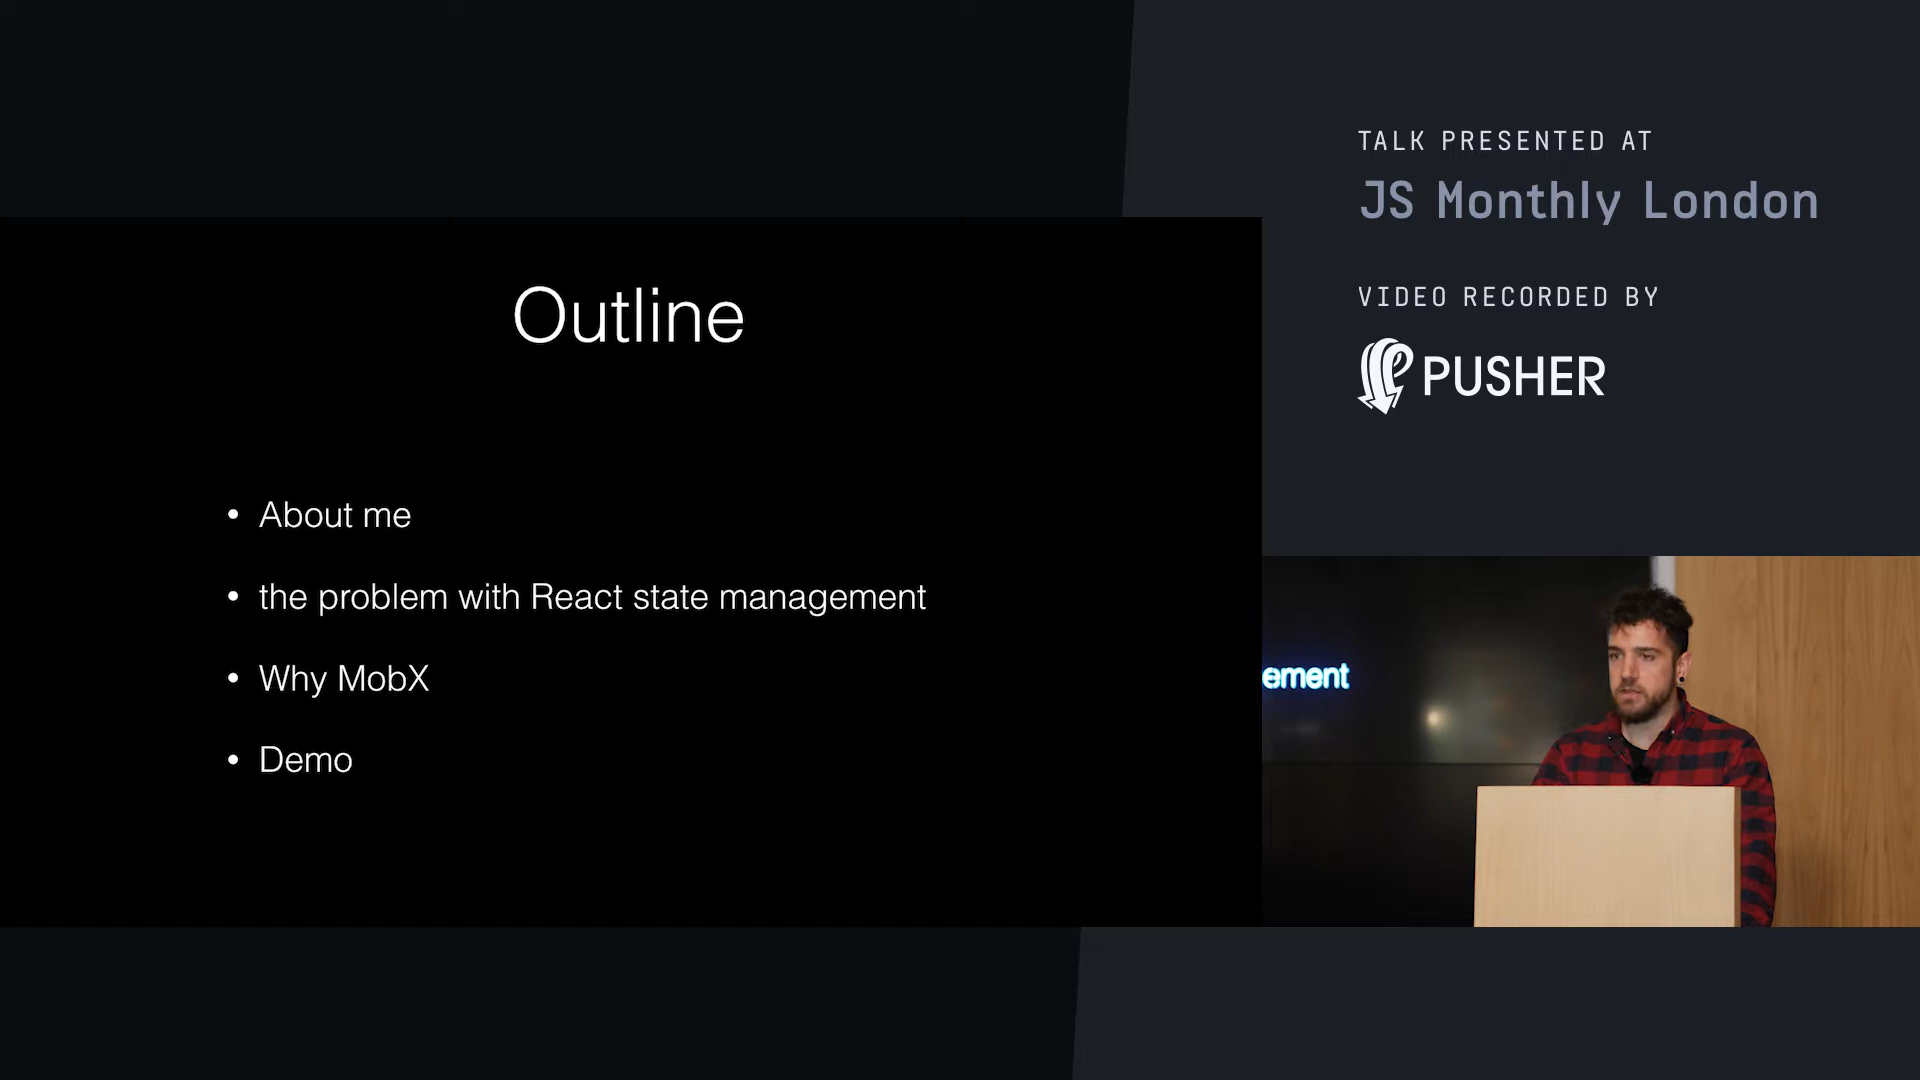 Outline
• About me
• the problem with React state management
• Why MobX
• Demo
TALK PRESENTED AT
JS Monthly London
VIDEO RECORDED BY
PUSHER
ement